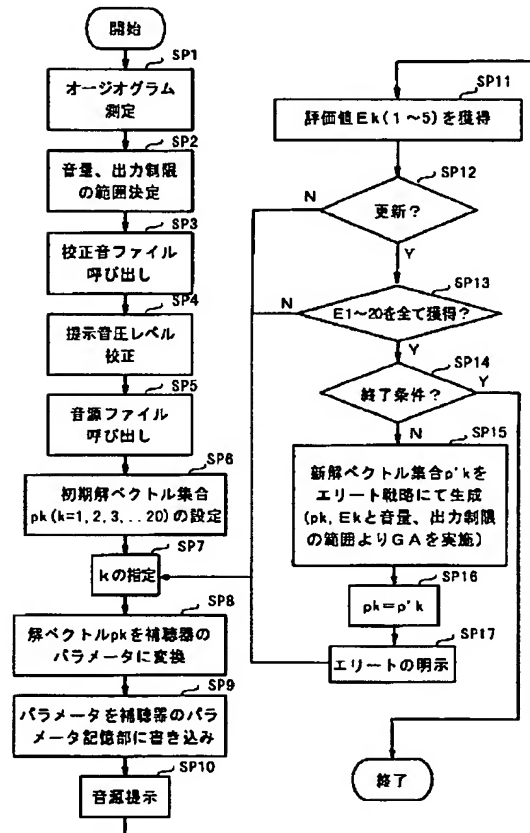 開始
SP1
オージオグラム
測定
SP2
音量、出力制限
の範囲決定
SP3
校正音ファイル
呼び出し
SP4
提示音圧レベル
校正
SP5
音源ファイル
呼び出し
SP6
初期解ベクトル集合
pk(k=1,2,3,...20)の設定
SP7
kの指定
SP8
解ベクトルpkを補聴器の
パラメータに変換
SP9
パラメータを補聴器のパラ
メータ記憶部に書き込み
SP10
音源提示
SP11
評価値Ek(1～5)を獲得
SP12
N
更新？
Y
SP13
N
E1～20を全て獲得？
Y
SP14
Y
終了条件？
N
SP15
新解ベクトル集合p'kを
エリート戦略にて生成
(pk,Ekと音量、出力制限
の範囲よりGAを実施)
SP16
pk=p'k
SP17
エリートの明示
終了